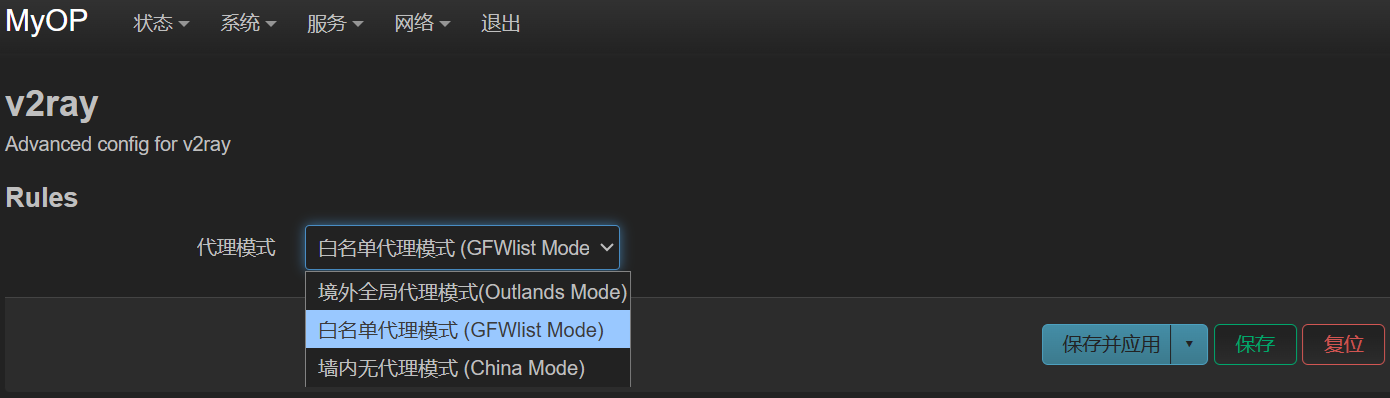 MyOP 状态 系统 服务 网络 退出
v2ray
Advanced config for v2ray
Rules
代理模式 白名单代理模式 (GFWlist Mode
境外全局代理模式(Outlands Mode)
白名单代理模式 (GFWlist Mode)
墙内无代理模式 (China Mode)
保存并应用 保存 复位